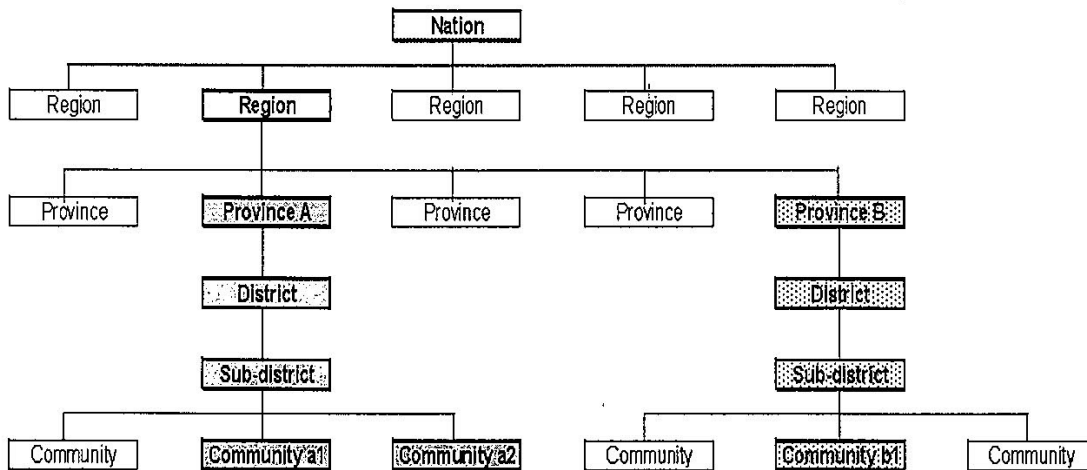 Nation
Region Region Region Region Region
Province Province A Province Province Province B
District District
Sub-district Sub-district
Community Community a1 Community a2 Community Community b1 Community